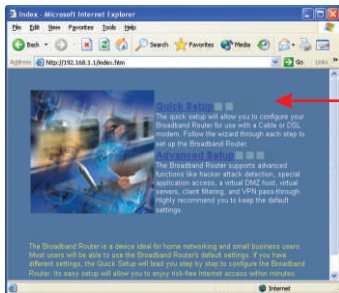 Index - Microsoft Internet Explorer
File Edit View Favorites Tools Help
Back Search Favorites Media
Address http://192.168.1.1/index.htm Go Links
Quick Setup
The quick setup will allow you to configure your
Broadband Router for use with a Cable or DSL
modem. Follow the wizard through each step to
set up the Broadband Router.
Advanced Setup
The Broadband Router supports advanced
functions like hacker attack detection, special
application access, a virtual DMZ host, virtual
servers, client filtering, and VPN pass-through.
Highly recommend you to keep the default
settings.
The Broadband Router is a device ideal for home networking and small business users.
Most users will be able to use the Broadband Router's default settings. If you have
different settings, the Quick Setup will lead you step by step to configure the Broadband
Router. Its easy setup will allow you to enjoy risk-free Internet access within minutes.
Internet